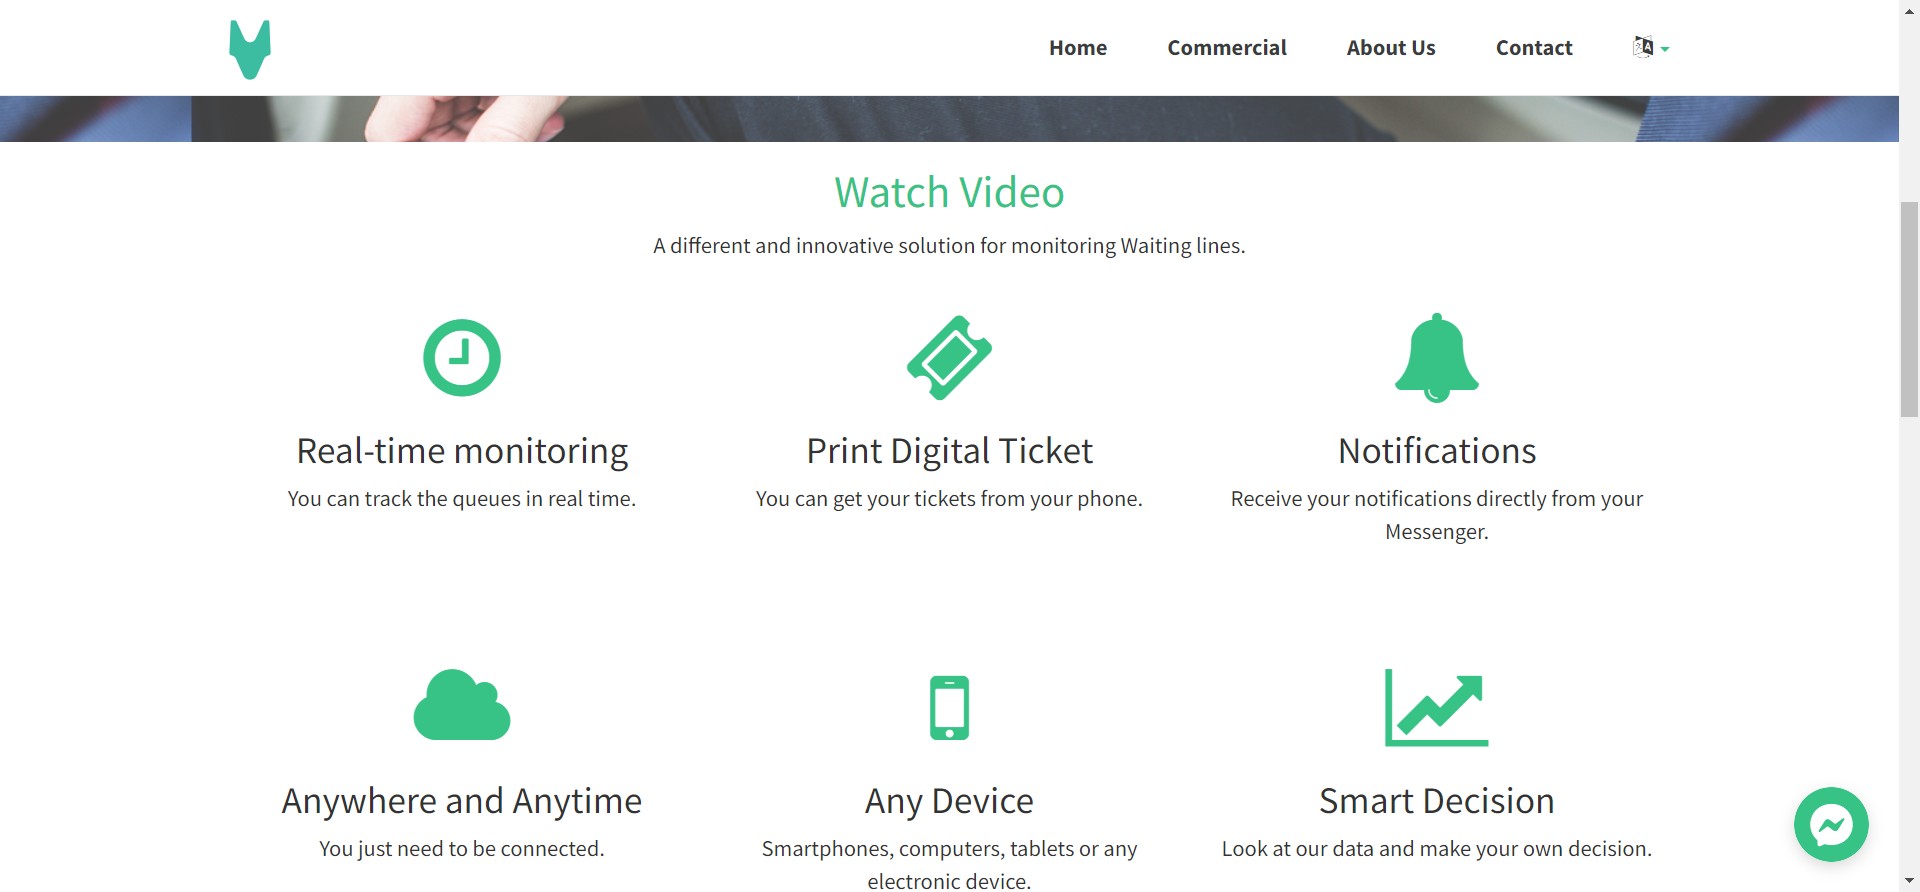 Home Commercial About Us Contact
Watch Video
A different and innovative solution for monitoring Waiting lines.
Real-time monitoring
You can track the queues in real time.
Print Digital Ticket
You can get your tickets from your phone.
Notifications
Receive your notifications directly from your
Messenger.
Anywhere and Anytime
You just need to be connected.
Any Device
Smartphones, computers, tablets or any
electronic device.
Smart Decision
Look at our data and make your own decision.